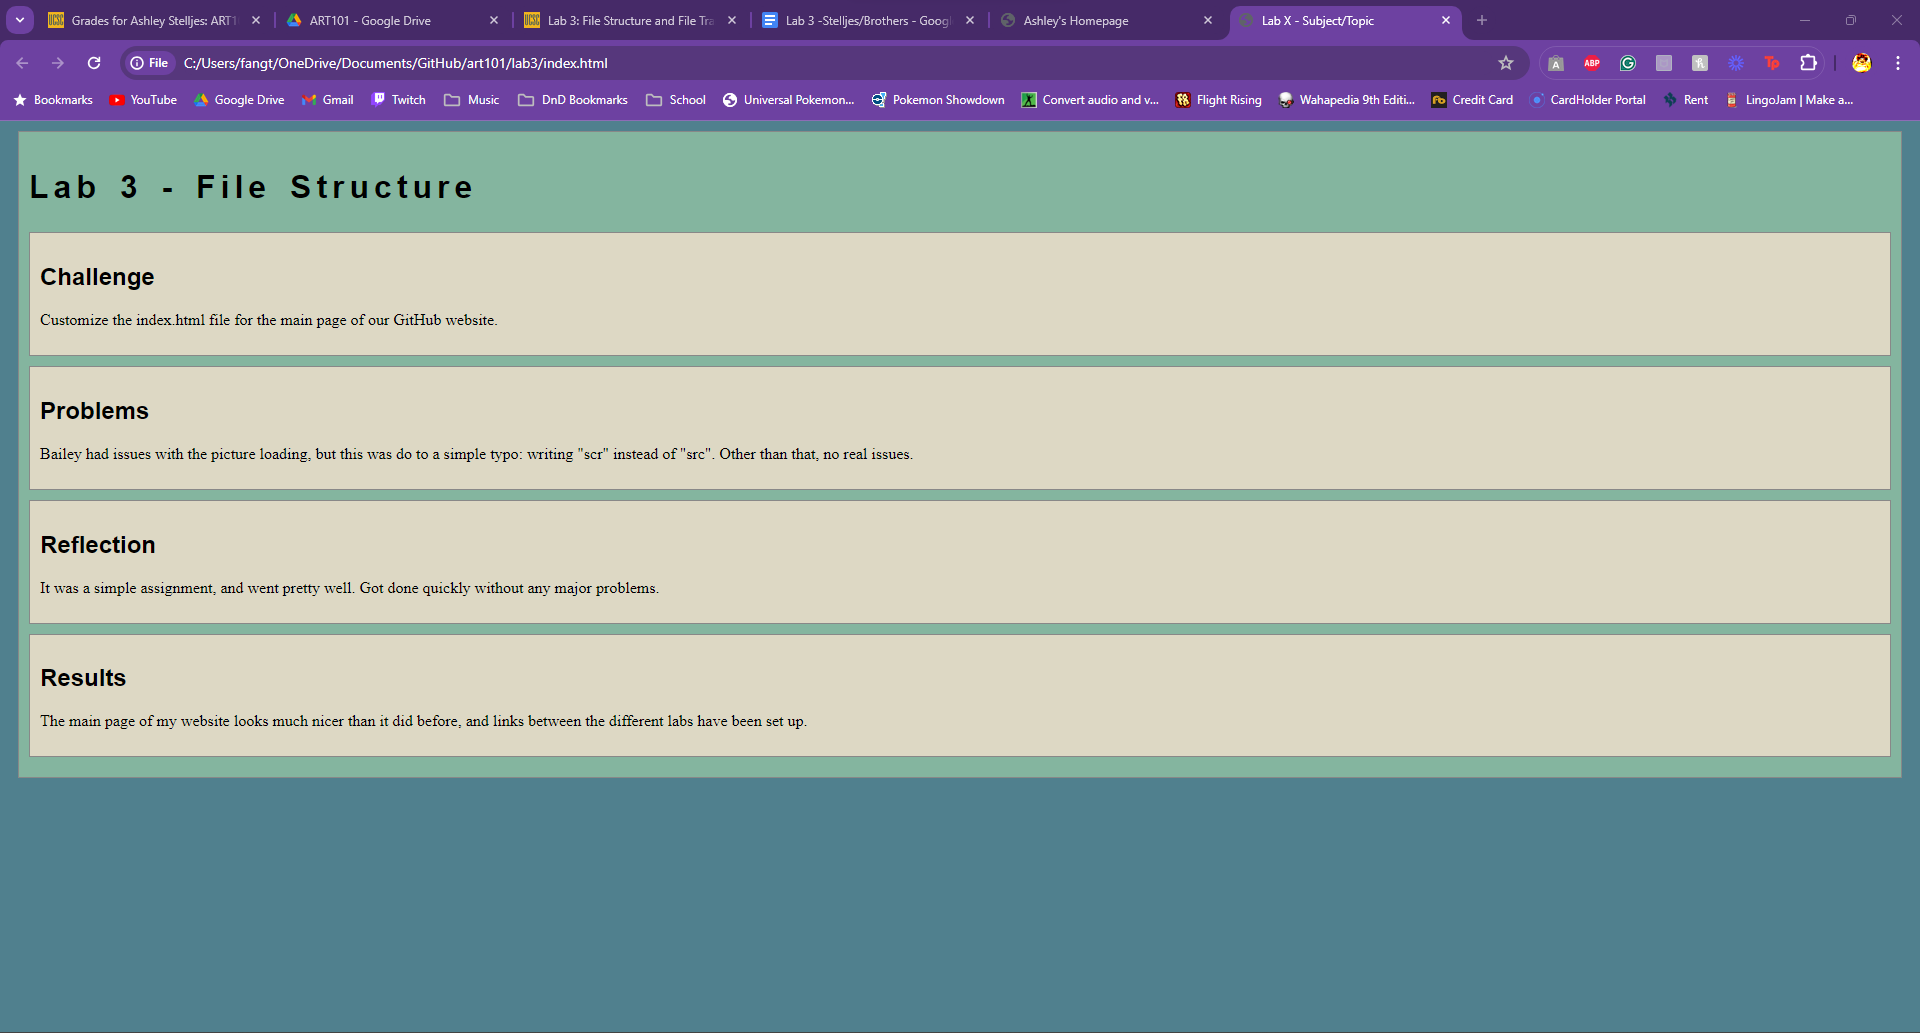 Grades for Ashley Stelljes: ART1
ART101 - Google Drive
Lab 3: File Structure and File Tra
Lab 3 -Stelljes/Brothers - Googl
Ashley's Homepage
Lab X - Subject/Topic
File C:/Users/fangt/OneDrive/Documents/GitHub/art101/lab3/index.html
Bookmarks YouTube Google Drive Gmail Twitch Music DnD Bookmarks School Universal Pokemon... Pokemon Showdown Convert audio and v... Flight Rising Wahapedia 9th Editi... Credit Card CardHolder Portal Rent LingoJam | Make a...
Lab 3 - File Structure
Challenge
Customize the index.html file for the main page of our GitHub website.
Problems
Bailey had issues with the picture loading, but this was do to a simple typo: writing "scr" instead of "src". Other than that, no real issues.
Reflection
It was a simple assignment, and went pretty well. Got done quickly without any major problems.
Results
The main page of my website looks much nicer than it did before, and links between the different labs have been set up.